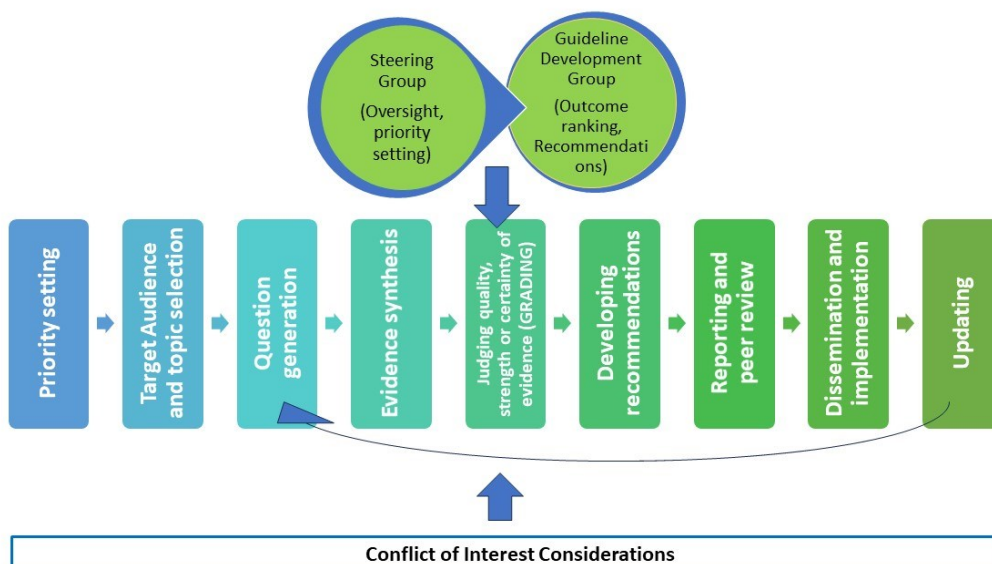 Steering
Group
(Oversight,
priority
setting)
Guideline
Development
Group
(Outcome
ranking,
Recommendati
ons)
Priority setting
Target Audience
and topic selection
Question
generation
Evidence synthesis
Judging quality,
strength or certainty of
evidence (GRADING)
Developing
recommendations
Reporting and
peer review
Dissemination and
implementation
Updating
Conflict of Interest Considerations